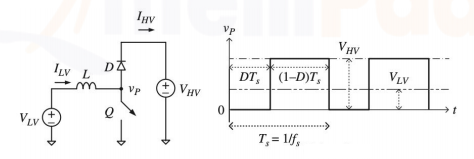 I_HV
v_P
V_HV
DT_s
(1–D)T_s
I_LV
L
D
v_P
V_HV
V_LV
V_LV
Q
0
t
T_s = 1/f_s